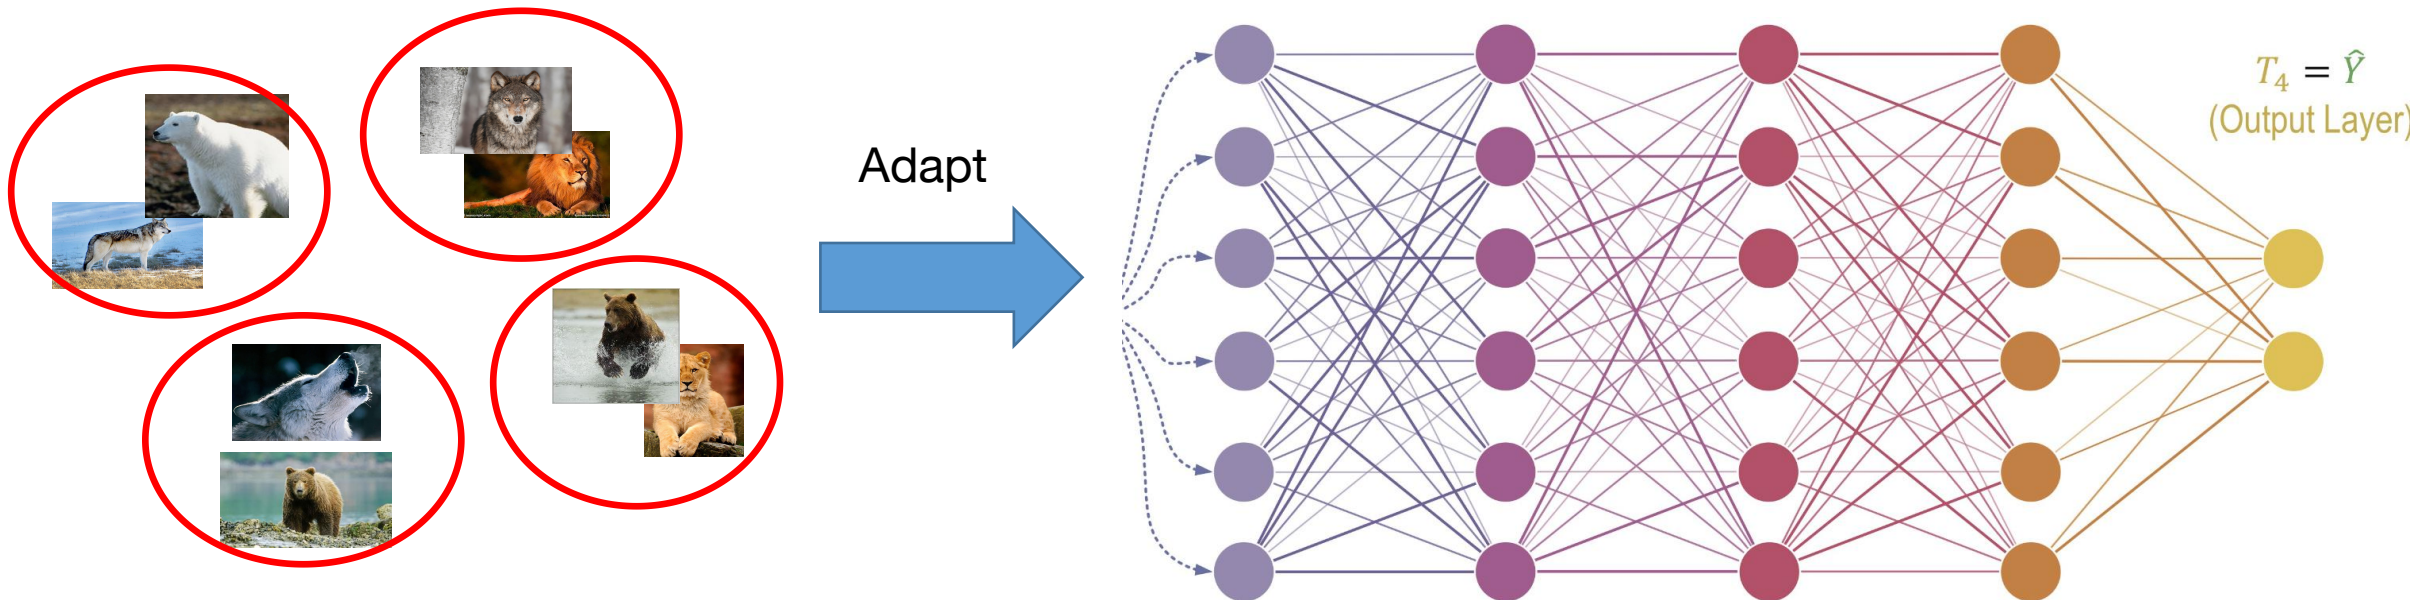 Adapt
T₄ = Ŷ
(Output Layer)